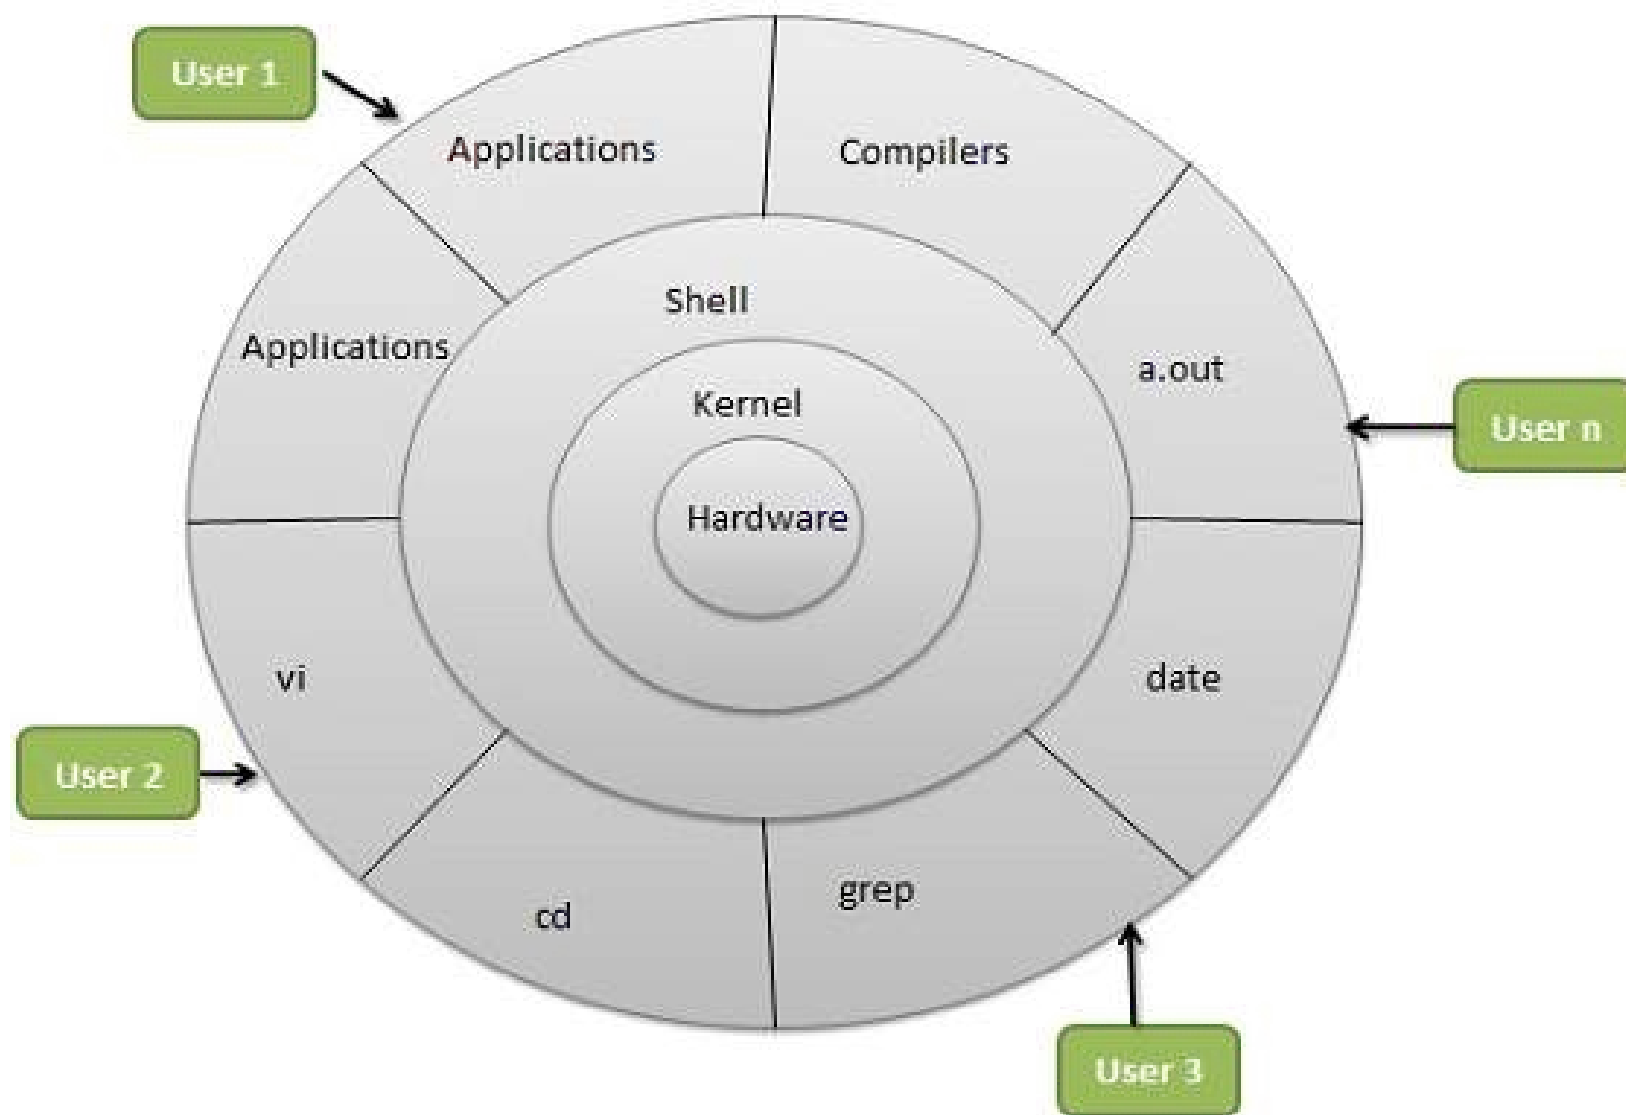 User 1
Applications
Compilers
Shell
Applications
a.out
Kernel
User n
Hardware
vi
date
User 2
grep
cd
User 3